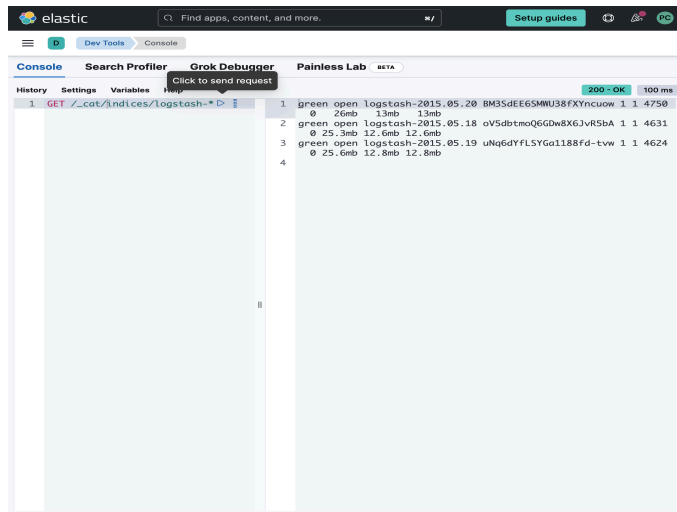 elastic
Find apps, content, and more.
⌘/
Setup guides
PC
D
Dev Tools
Console
Console
Search Profiler
Grok Debugger
Painless Lab
BETA
Click to send request
History
Settings
Variables
Help
200 - OK
100 ms
1 GET /_cat/indices/logstash-*
1 green open logstash-2015.05.20 BM3SdEE6SMWU38fXYncuow 1 1 4750
0 26mb 13mb 13mb
2 green open logstash-2015.05.18 oV5dbtmoQ6GDw8X6JvR5bA 1 1 4631
0 25.3mb 12.6mb 12.6mb
3 green open logstash-2015.05.19 uNq6dYfLSYGa1188fd-tvw 1 1 4624
0 25.6mb 12.8mb 12.8mb
4